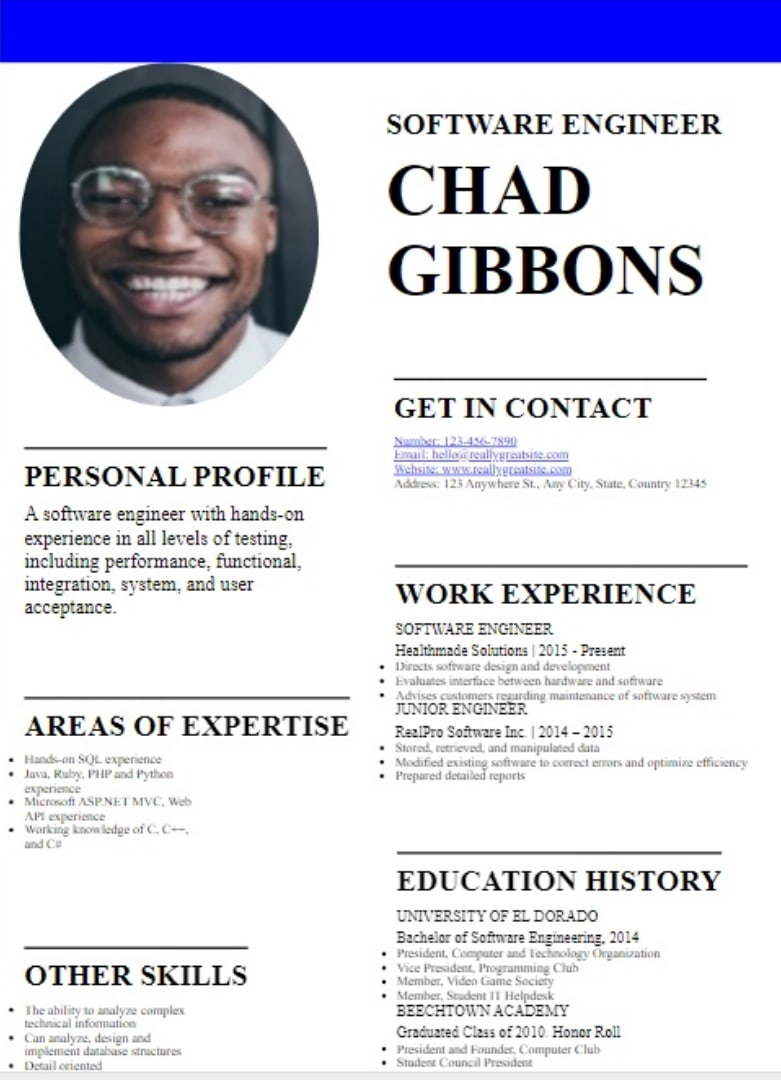 SOFTWARE ENGINEER
CHAD
GIBBONS
GET IN CONTACT
Number: 123-456-7890
Email: hello@reallygreatsite.com
Website: www.reallygreatsite.com
Address: 123 Anywhere St., Any City, State, Country 12345
PERSONAL PROFILE
A software engineer with hands-on
experience in all levels of testing,
including performance, functional,
integration, system, and user
acceptance.
AREAS OF EXPERTISE
Hands-on SQL experience
Java, Ruby, PHP and Python
experience
Microsoft ASP.NET MVC, Web
API experience
Working knowledge of C, C++,
and C#
OTHER SKILLS
The ability to analyze complex
technical information
Can analyze, design and
implement database structures
Detail oriented
WORK EXPERIENCE
SOFTWARE ENGINEER
Healthmade Solutions | 2015 - Present
Directs software design and development
Evaluates interface between hardware and software
Advises customers regarding maintenance of software system
JUNIOR ENGINEER
RealPro Software Inc. | 2014 – 2015
Stored, retrieved, and manipulated data
Modified existing software to correct errors and optimize efficiency
Prepared detailed reports
EDUCATION HISTORY
UNIVERSITY OF EL DORADO
Bachelor of Software Engineering, 2014
President, Computer and Technology Organization
Vice President, Programming Club
Member, Video Game Society
Member, Student IT Helpdesk
BEECHTOWN ACADEMY
Graduated Class of 2010. Honor Roll
President and Founder, Computer Club
Student Council President